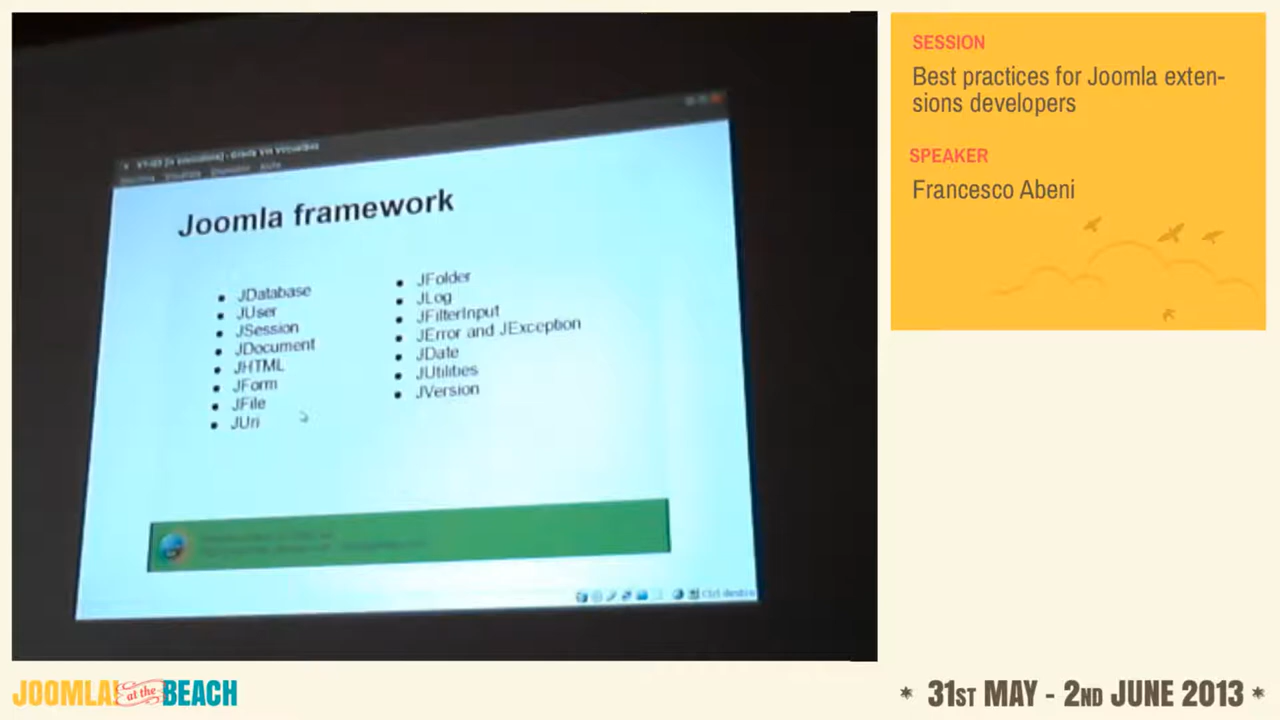 Joomla framework
JDatabase
JUser
JSession
JDocument
JHTML
JForm
JFile
JUri
JFolder
JLog
JFilterInput
JError and JException
JDate
JUtilities
JVersion
SESSION
Best practices for Joomla exten-
sions developers
SPEAKER
Francesco Abeni
JOOMLA! at the BEACH
* 31ST MAY - 2ND JUNE 2013 *